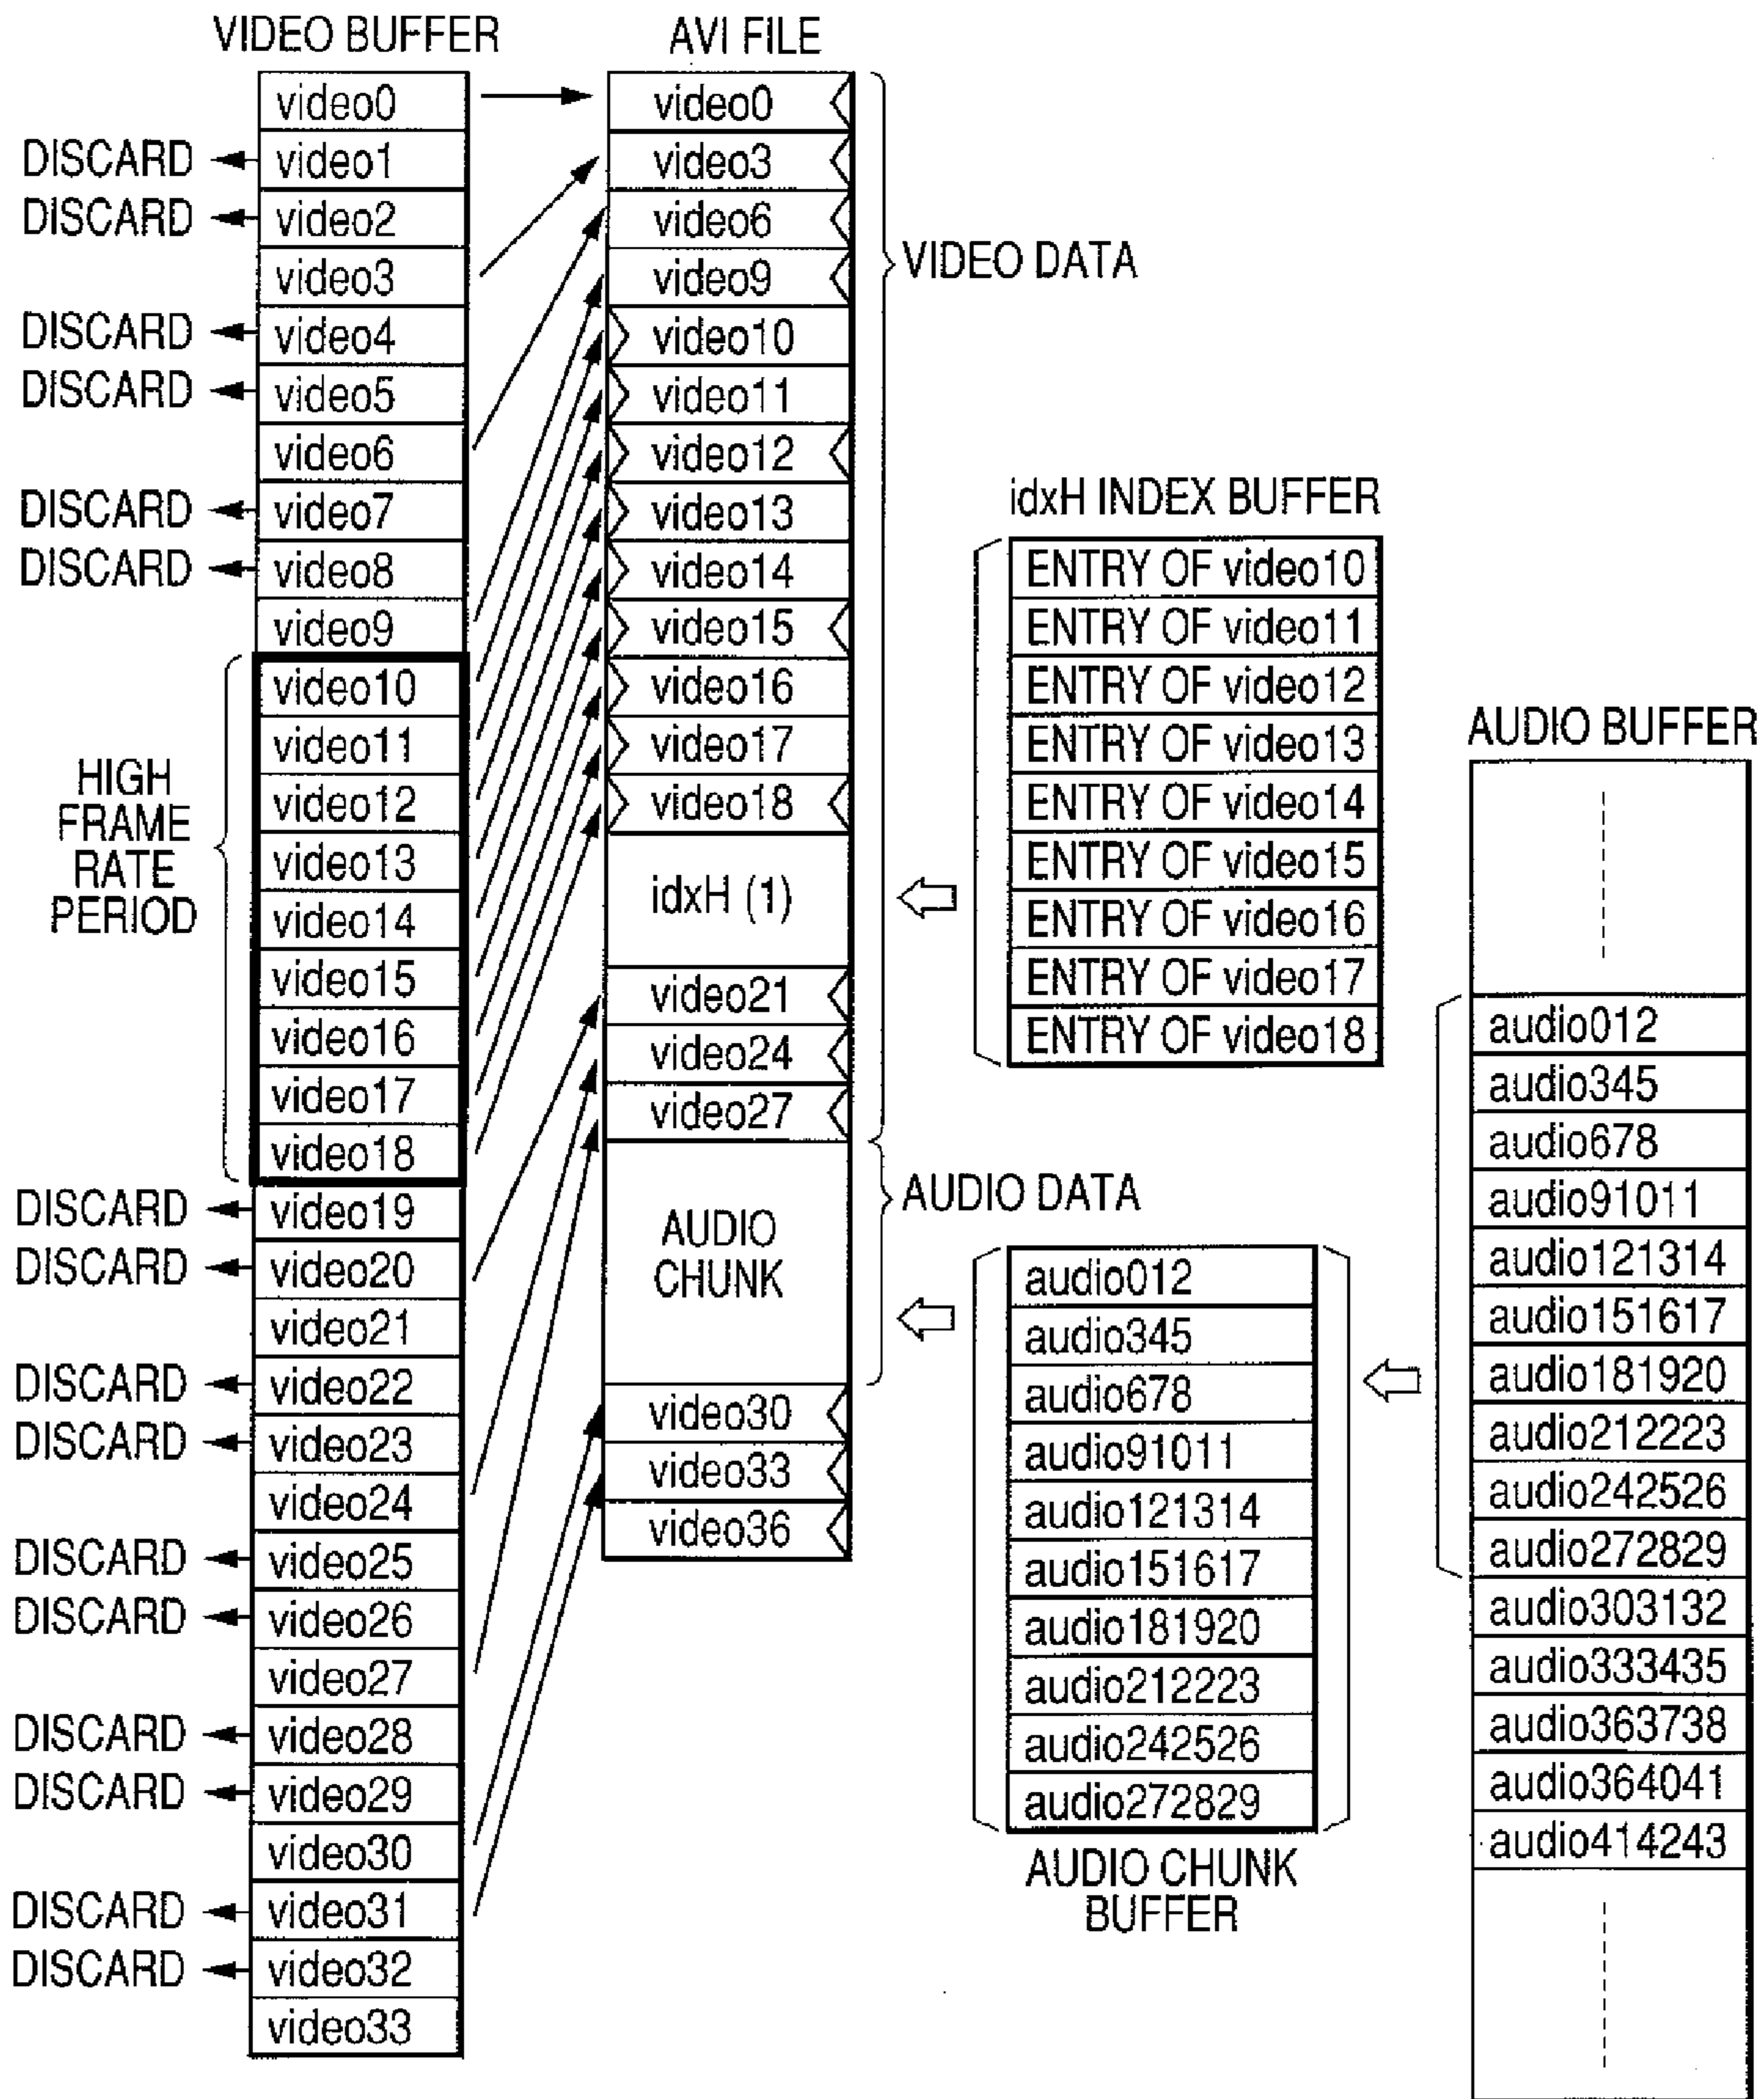 VIDEO BUFFER
video0
video1
video2
video3
video4
video5
video6
video7
video8
video9
video10
video11
video12
video13
video14
video15
video16
video17
video18
video19
video20
video21
video22
video23
video24
video25
video26
video27
video28
video29
video30
video31
video32
video33
DISCARD
DISCARD
DISCARD
DISCARD
DISCARD
DISCARD
HIGH
FRAME
RATE
PERIOD
DISCARD
DISCARD
DISCARD
DISCARD
DISCARD
DISCARD
DISCARD
DISCARD
DISCARD
DISCARD
AVI FILE
video0
video3
video6
video9
video10
video11
video12
video13
video14
video15
video16
video17
video18
idxH (1)
video21
video24
video27
AUDIO
CHUNK
video30
video33
video36
VIDEO DATA
AUDIO DATA
idxH INDEX BUFFER
ENTRY OF video10
ENTRY OF video11
ENTRY OF video12
ENTRY OF video13
ENTRY OF video14
ENTRY OF video15
ENTRY OF video16
ENTRY OF video17
ENTRY OF video18
audio012
audio345
audio678
audio91011
audio121314
audio151617
audio181920
audio212223
audio242526
audio272829
AUDIO CHUNK
BUFFER
AUDIO BUFFER
audio012
audio345
audio678
audio91011
audio121314
audio151617
audio181920
audio212223
audio242526
audio272829
audio303132
audio333435
audio363738
audio364041
audio414243